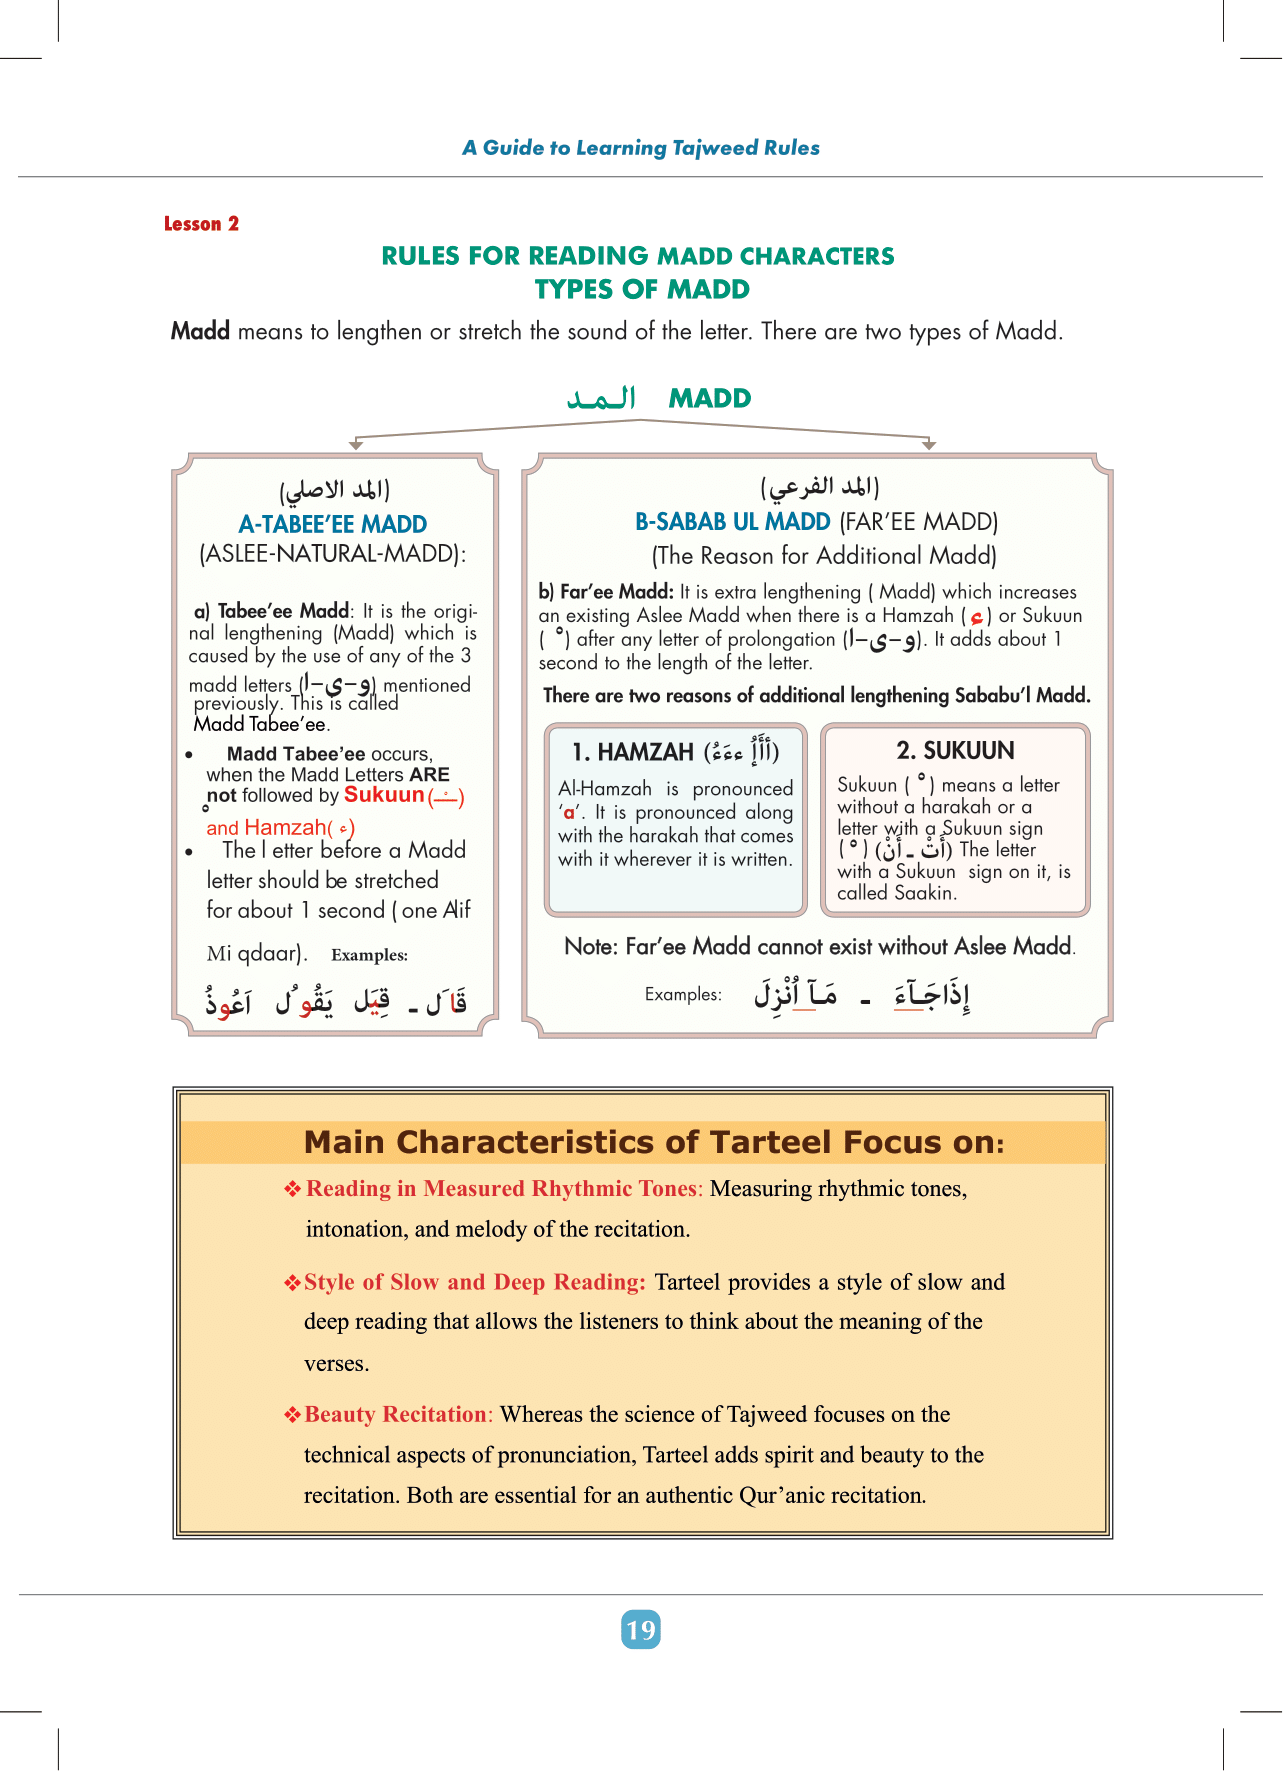 A Guide to Learning Tajweed Rules
Lesson 2
RULES FOR READING MADD CHARACTERS
TYPES OF MADD
Madd means to lengthen or stretch the sound of the letter. There are two types of Madd.
المد MADD
(المد الاصلي)
A-TABEE’EE MADD
(ASLEE-NATURAL-MADD):
a) Tabee’ee Madd: It is the origi-
nal lengthening (Madd) which is
caused by the use of any of the 3
madd letters (و – ى – ا) mentioned
previously. This is called
Madd Tabee’ee.
• Madd Tabee’ee occurs,
when the Madd Letters ARE
not followed by Sukuun (ـــْـــ)
and Hamzah( ء )
• The l etter before a Madd
letter should be stretched
for about 1 second ( one Alif
Mi qdaar). Examples:
قَالَ ـ قِيَل يَقُولُ اَعُوذُ
(المد الفرعي)
B-SABAB UL MADD (FAR’EE MADD)
(The Reason for Additional Madd)
b) Far’ee Madd: It is extra lengthening ( Madd) which increases
an existing Aslee Madd when there is a Hamzah ( ء ) or Sukuun
( ْ ) after any letter of prolongation (و – ى – ا). It adds about 1
second to the length of the letter.
There are two reasons of additional lengthening Sababu’l Madd.
1. HAMZAH (أُأَإِ ءءَءُ)
Al-Hamzah is pronounced
‘a’. It is pronounced along
with the harakah that comes
with it wherever it is written.
2. SUKUUN
Sukuun ( ْ ) means a letter
without a harakah or a
letter with a Sukuun sign
( ْ ) (أَتْ ـ أَنْ) The letter
with a Sukuun sign on it, is
called Saakin.
Note: Far’ee Madd cannot exist without Aslee Madd.
Examples: إِذَاجَـآءَ ـ مَـآ اُنْزِلَ
Main Characteristics of Tarteel Focus on:
❖ Reading in Measured Rhythmic Tones: Measuring rhythmic tones,
intonation, and melody of the recitation.
❖ Style of Slow and Deep Reading: Tarteel provides a style of slow and
deep reading that allows the listeners to think about the meaning of the
verses.
❖ Beauty Recitation: Whereas the science of Tajweed focuses on the
technical aspects of pronunciation, Tarteel adds spirit and beauty to the
recitation. Both are essential for an authentic Qur’anic recitation.
19